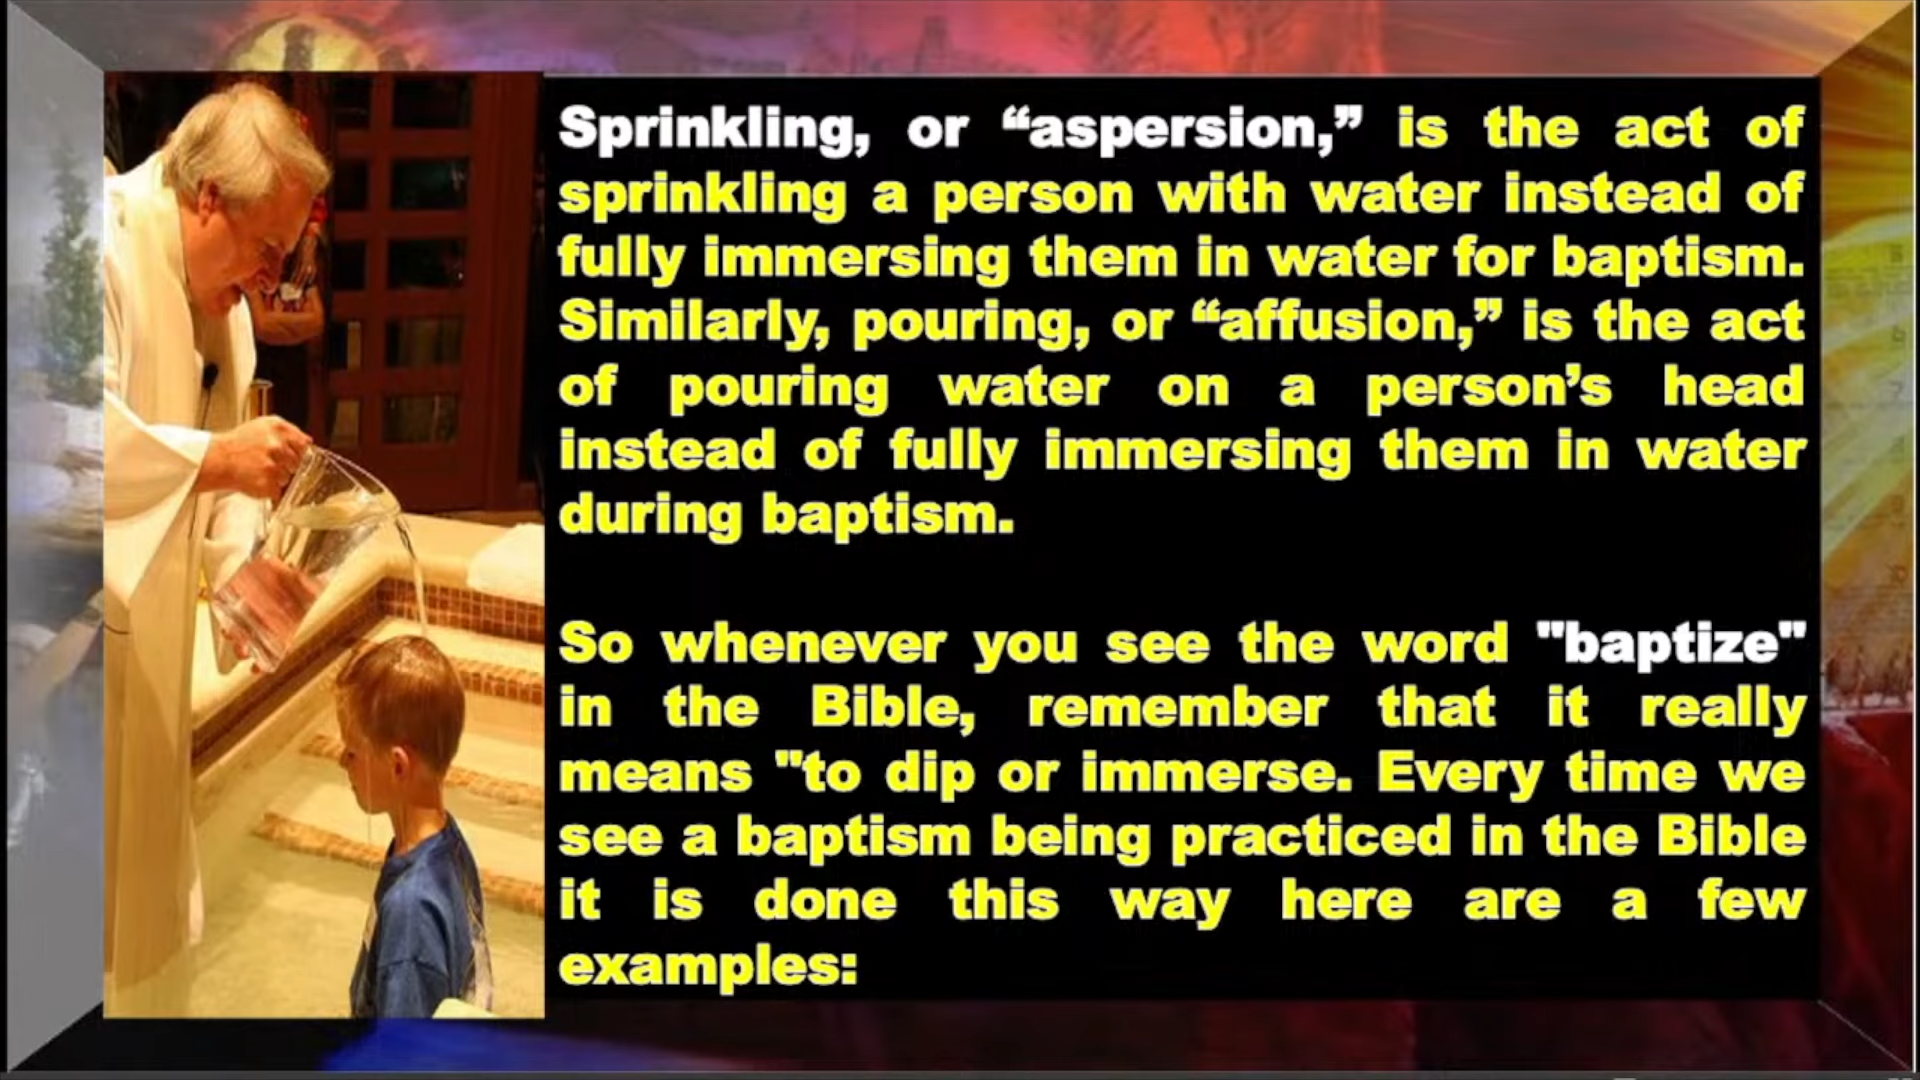 Sprinkling, or “aspersion,” is the act of
sprinkling a person with water instead of
fully immersing them in water for baptism.
Similarly, pouring, or “affusion,” is the act
of pouring water on a person’s head
instead of fully immersing them in water
during baptism.
So whenever you see the word "baptize"
in the Bible, remember that it really
means "to dip or immerse. Every time we
see a baptism being practiced in the Bible
it is done this way here are a few
examples: